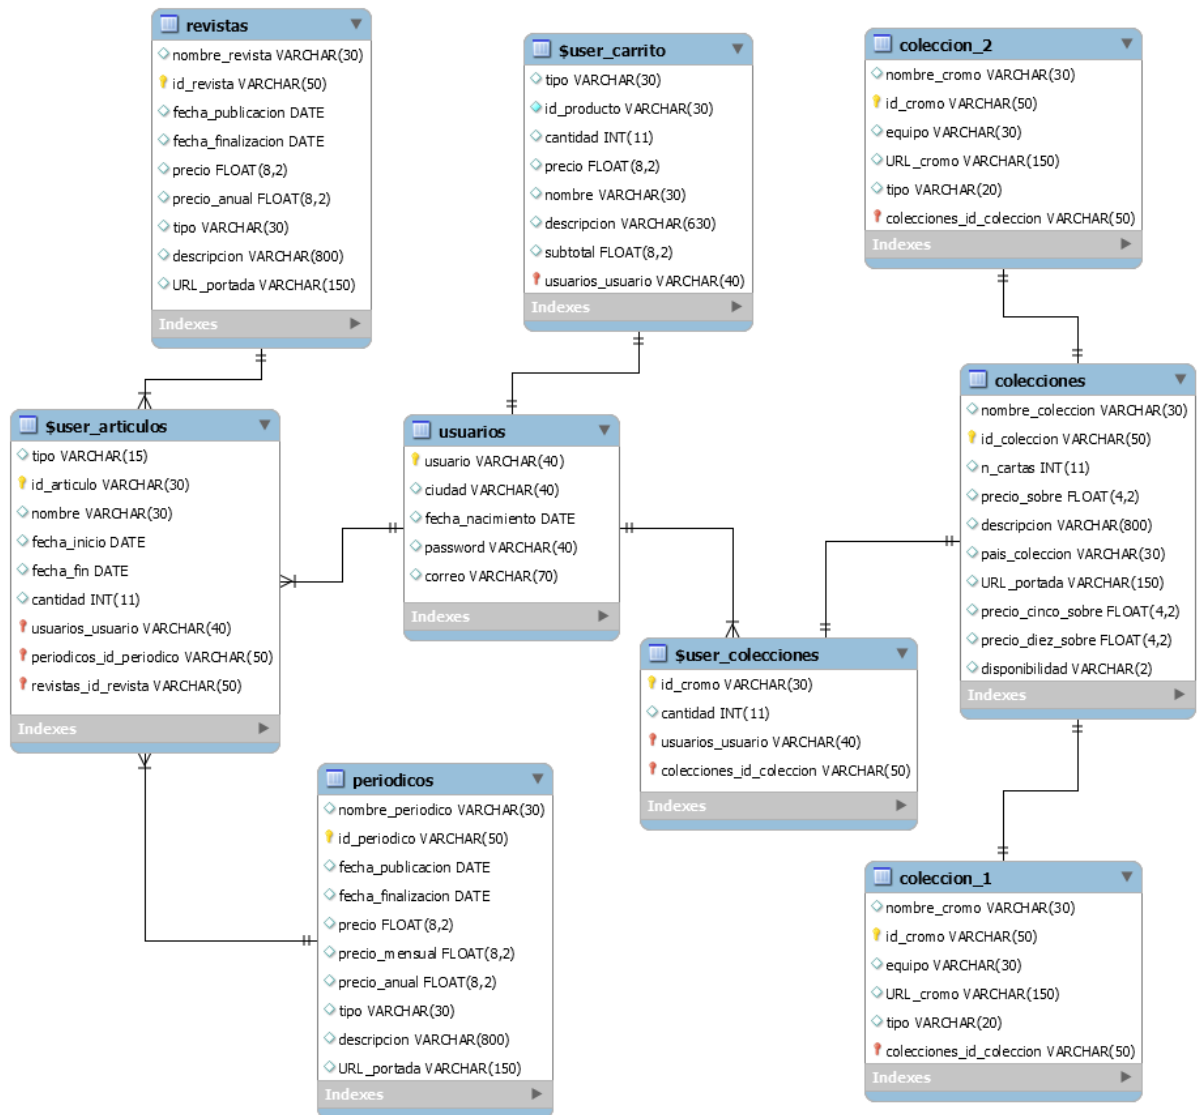 revistas
nombre_revista VARCHAR(30)
id_revista VARCHAR(50)
fecha_publicacion DATE
fecha_finalizacion DATE
precio FLOAT(8,2)
precio_anual FLOAT(8,2)
tipo VARCHAR(30)
descripcion VARCHAR(800)
URL_portada VARCHAR(150)
Indexes
$user_carrito
tipo VARCHAR(30)
id_producto VARCHAR(30)
cantidad INT(11)
precio FLOAT(8,2)
nombre VARCHAR(30)
descripcion VARCHAR(630)
subtotal FLOAT(8,2)
usuarios_usuario VARCHAR(40)
Indexes
coleccion_2
nombre_cromo VARCHAR(30)
id_cromo VARCHAR(50)
equipo VARCHAR(30)
URL_cromo VARCHAR(150)
tipo VARCHAR(20)
colecciones_id_coleccion VARCHAR(50)
Indexes
$user_articulos
tipo VARCHAR(15)
id_articulo VARCHAR(30)
nombre VARCHAR(30)
fecha_inicio DATE
fecha_fin DATE
cantidad INT(11)
usuarios_usuario VARCHAR(40)
periodicos_id_periodico VARCHAR(50)
revistas_id_revista VARCHAR(50)
Indexes
usuarios
usuario VARCHAR(40)
ciudad VARCHAR(40)
fecha_nacimiento DATE
password VARCHAR(40)
correo VARCHAR(70)
Indexes
colecciones
nombre_coleccion VARCHAR(30)
id_coleccion VARCHAR(50)
n_cartas INT(11)
precio_sobre FLOAT(4,2)
descripcion VARCHAR(800)
pais_coleccion VARCHAR(30)
URL_portada VARCHAR(150)
precio_cinco_sobre FLOAT(4,2)
precio_diez_sobre FLOAT(4,2)
disponibilidad VARCHAR(2)
Indexes
$user_colecciones
id_cromo VARCHAR(30)
cantidad INT(11)
usuarios_usuario VARCHAR(40)
colecciones_id_coleccion VARCHAR(50)
Indexes
periodicos
nombre_periodico VARCHAR(30)
id_periodico VARCHAR(50)
fecha_publicacion DATE
fecha_finalizacion DATE
precio FLOAT(8,2)
precio_mensual FLOAT(8,2)
precio_anual FLOAT(8,2)
tipo VARCHAR(30)
descripcion VARCHAR(800)
URL_portada VARCHAR(150)
Indexes
coleccion_1
nombre_cromo VARCHAR(30)
id_cromo VARCHAR(50)
equipo VARCHAR(30)
URL_cromo VARCHAR(150)
tipo VARCHAR(20)
colecciones_id_coleccion VARCHAR(50)
Indexes